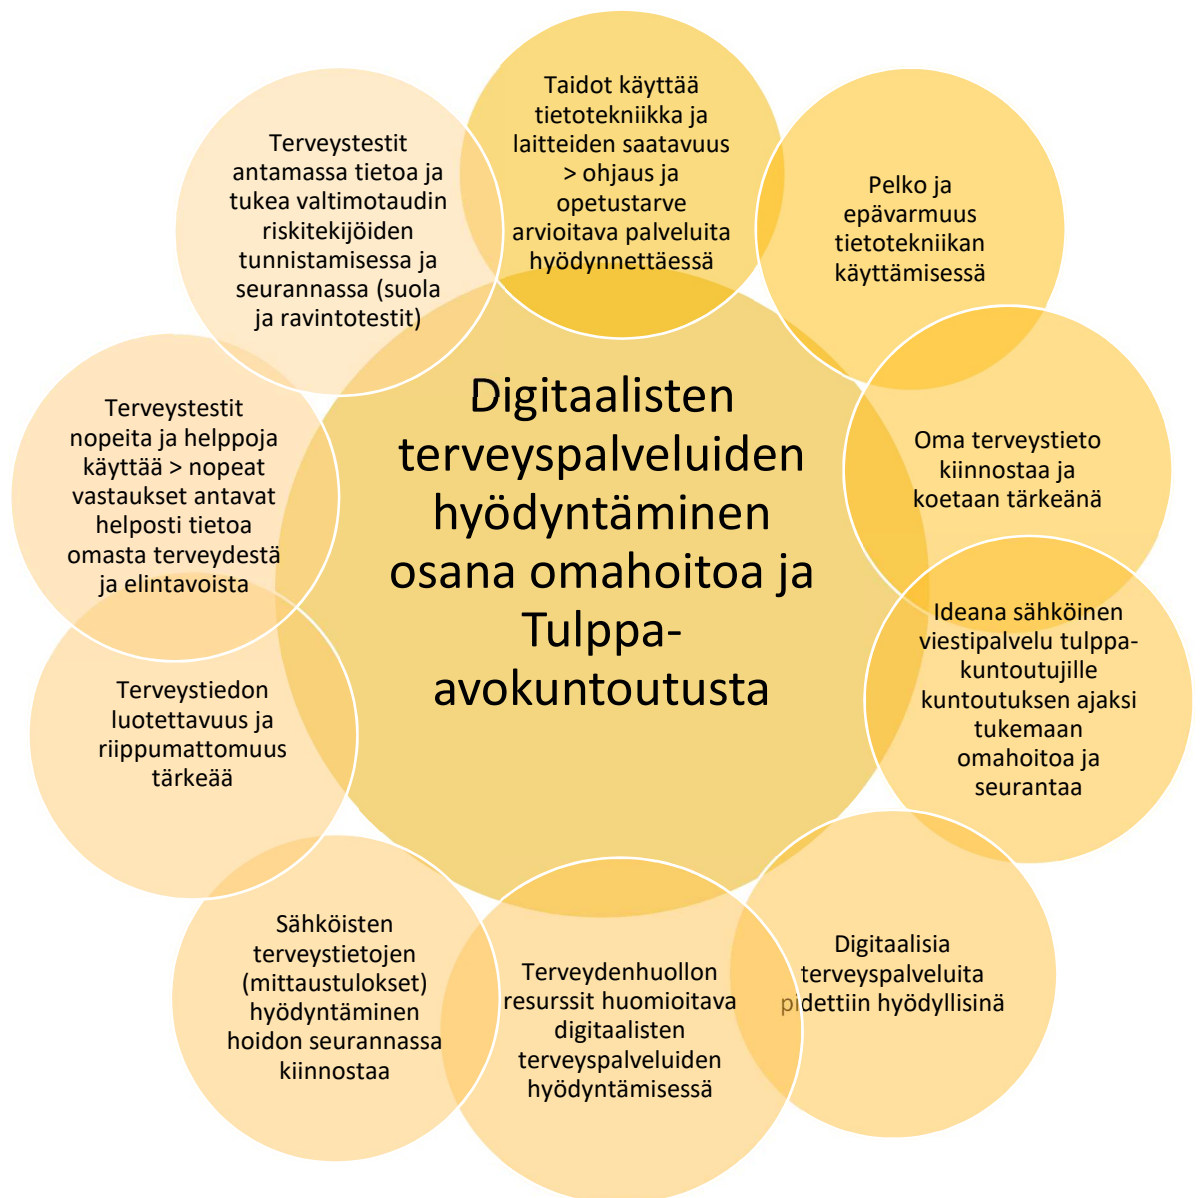 Taidot käyttää
tietotekniikka ja
laitteiden saatavuus
> ohjaus ja
opetustarve
arvioitava palveluita
hyödynnettäessä
Pelko ja
epävarmuus
tietotekniikan
käyttämisessä
Oma terveystieto
kiinnostaa ja
koetaan tärkeänä
Ideana sähköinen
viestipalvelu tulppa-
kuntoutujille
kuntoutuksen ajaksi
tukemaan
omahoitoa ja
seurantaa
Digitaalisia
terveyspalveluita
pidettiin hyödyllisinä
Terveydenhuollon
resurssit huomioitava
digitaalisten
terveyspalveluiden
hyödyntämisessä
Sähköisten
terveystietojen
(mittaustulokset)
hyödyntäminen
hoidon seurannassa
kiinnostaa
Terveystiedon
luotettavuus ja
riippumattomuus
tärkeää
Terveystestit
nopeita ja helppoja
käyttää > nopeat
vastaukset antavat
helposti tietoa
omasta terveydestä
ja elintavoista
Terveystestit
antamassa tietoa ja
tukea valtimotaudin
riskitekijöiden
tunnistamisessa ja
seurannassa (suola
ja ravintotestit)
Digitaalisten
terveyspalveluiden
hyödyntäminen
osana omahoitoa ja
Tulppa-
avokuntoutusta